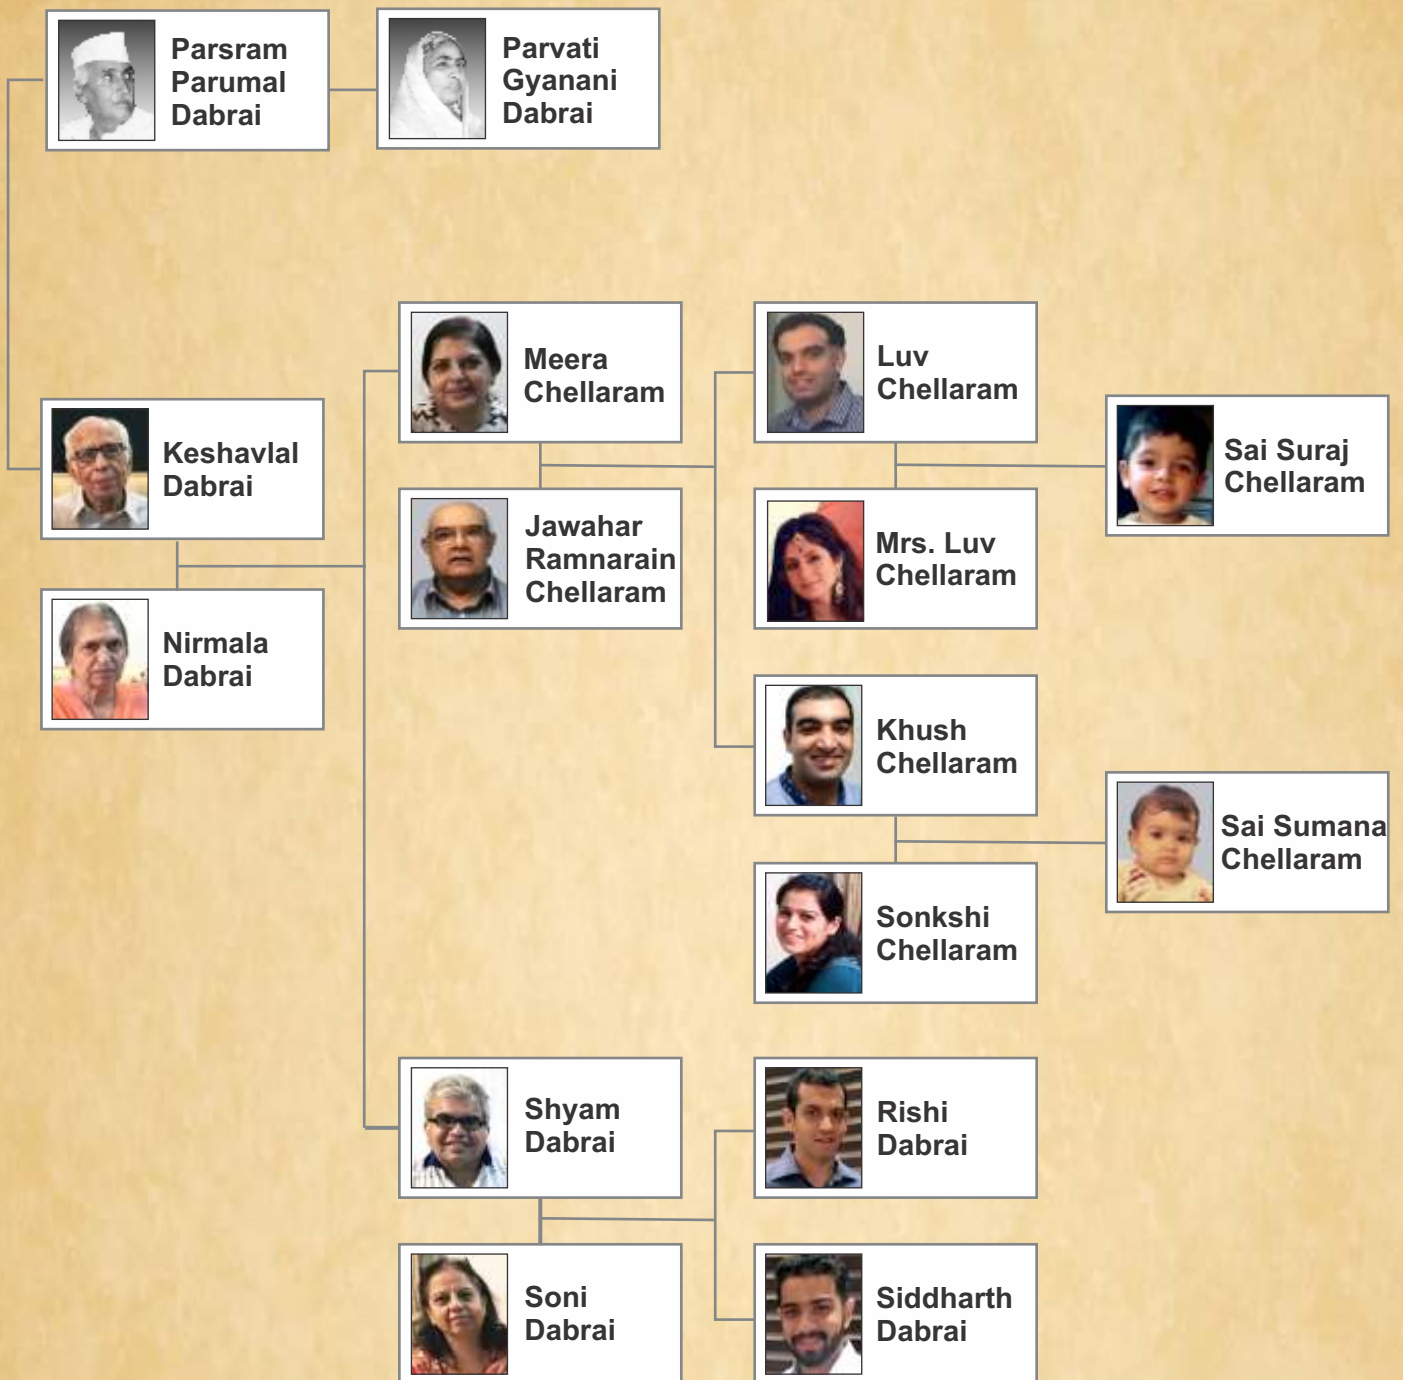 Parsram
Parumal
Dabrai
Parvati
Gyanani
Dabrai
Keshavlal
Dabrai
Nirmala
Dabrai
Meera
Chellaram
Jawahar
Ramnarain
Chellaram
Luv
Chellaram
Mrs. Luv
Chellaram
Sai Suraj
Chellaram
Khush
Chellaram
Sonkshi
Chellaram
Sai Sumana
Chellaram
Shyam
Dabrai
Soni
Dabrai
Rishi
Dabrai
Siddharth
Dabrai